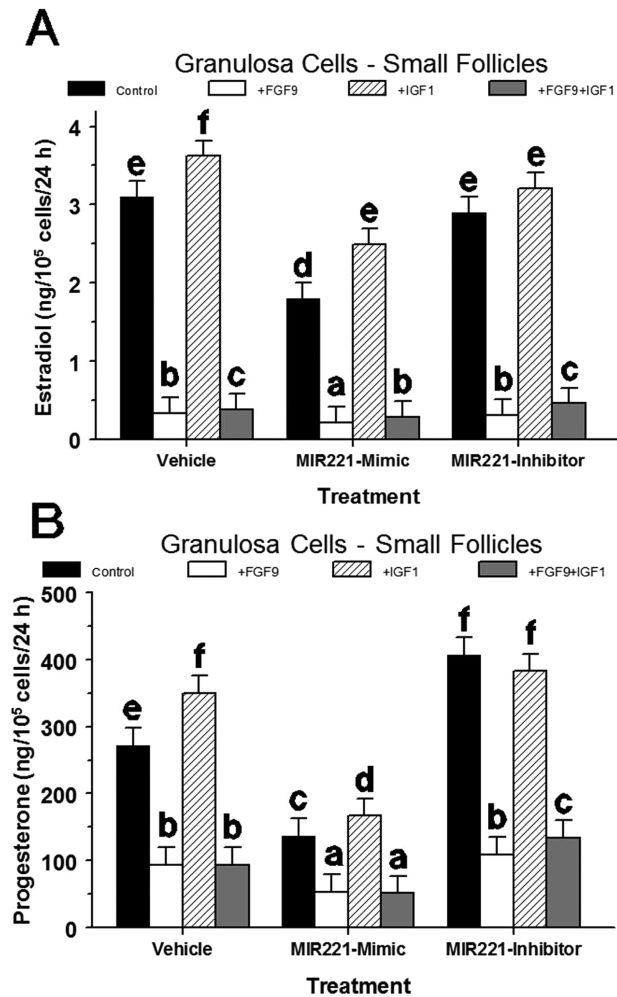 A
Granulosa Cells - Small Follicles
Control +FGF9 +IGF1 +FGF9+IGF1
Estradiol (ng/10⁵ cells/24 h)
4
3
2
1
0
e b f c
d a e b
e b e c
Vehicle MIR221-Mimic MIR221-Inhibitor
Treatment
B
Granulosa Cells - Small Follicles
Control +FGF9 +IGF1 +FGF9+IGF1
Progesterone (ng/10⁵ cells/24 h)
500
400
300
200
100
0
e b f b
c a d a
f b f c
Vehicle MIR221-Mimic MIR221-Inhibitor
Treatment